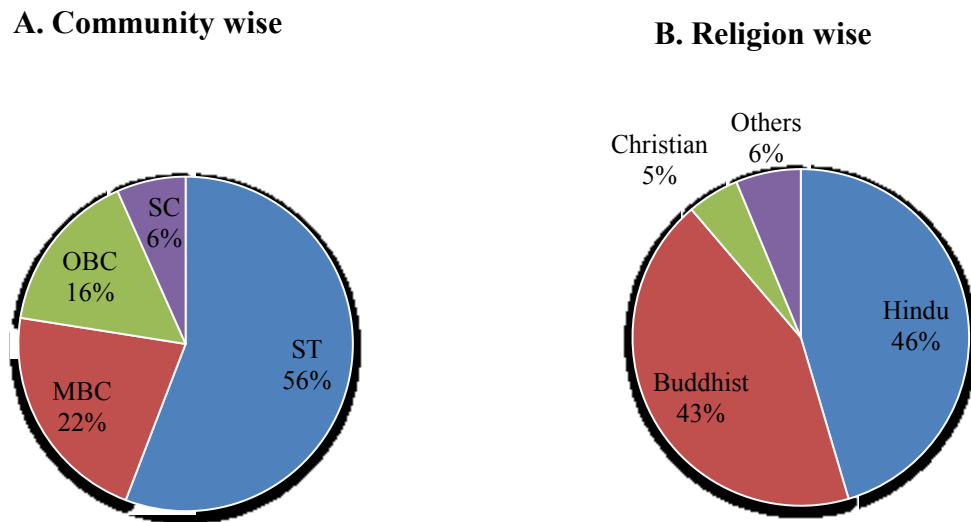 A. Community wise
SC
6%
OBC
16%
ST
56%
MBC
22%
B. Religion wise
Others
6%
Christian
5%
Hindu
46%
Buddhist
43%